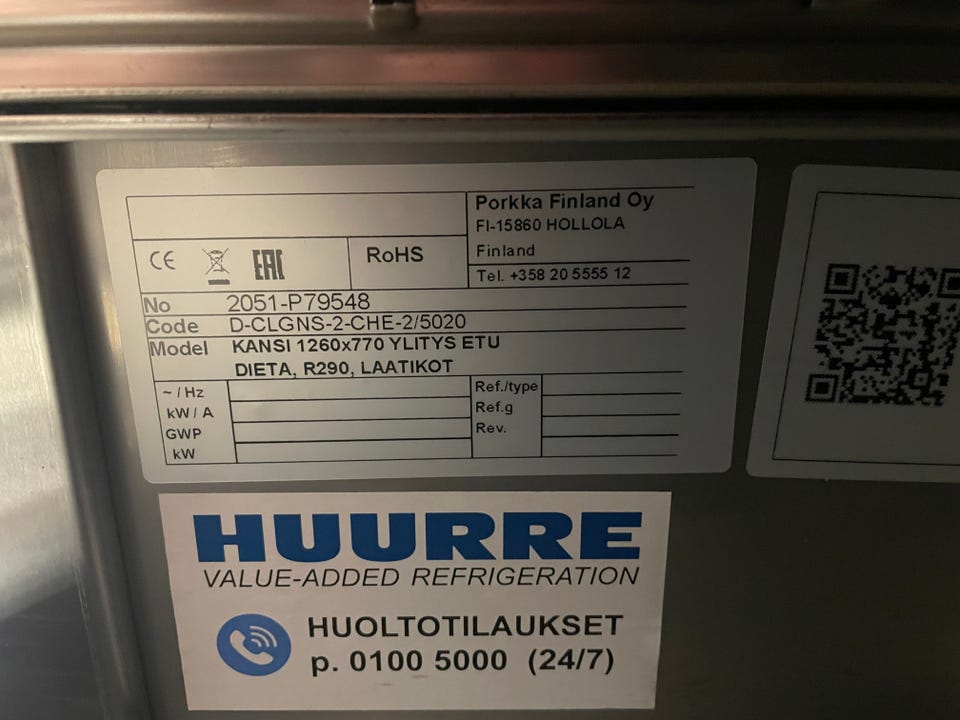 Porkka Finland Oy
FI-15860 HOLLOLA
Finland
Tel. +358 20 5555 12
CE EAC RoHS
No 2051-P79548
Code D-CLGNS-2-CHE-2/5020
Model KANSI 1260x770 YLITYS ETU
DIETA, R290, LAATIKOT
~ / Hz
kW / A
GWP
kW
Ref./type
Ref.g
Rev.
HUURRE
VALUE-ADDED REFRIGERATION
HUOLTOTILAUKSET
p. 0100 5000 (24/7)